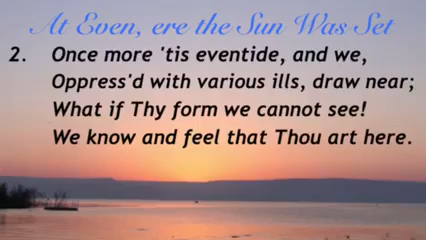 At Even, ere the Sun Was Set
2. Once more 'tis eventide, and we,
Oppress'd with various ills, draw near;
What if Thy form we cannot see!
We know and feel that Thou art here.